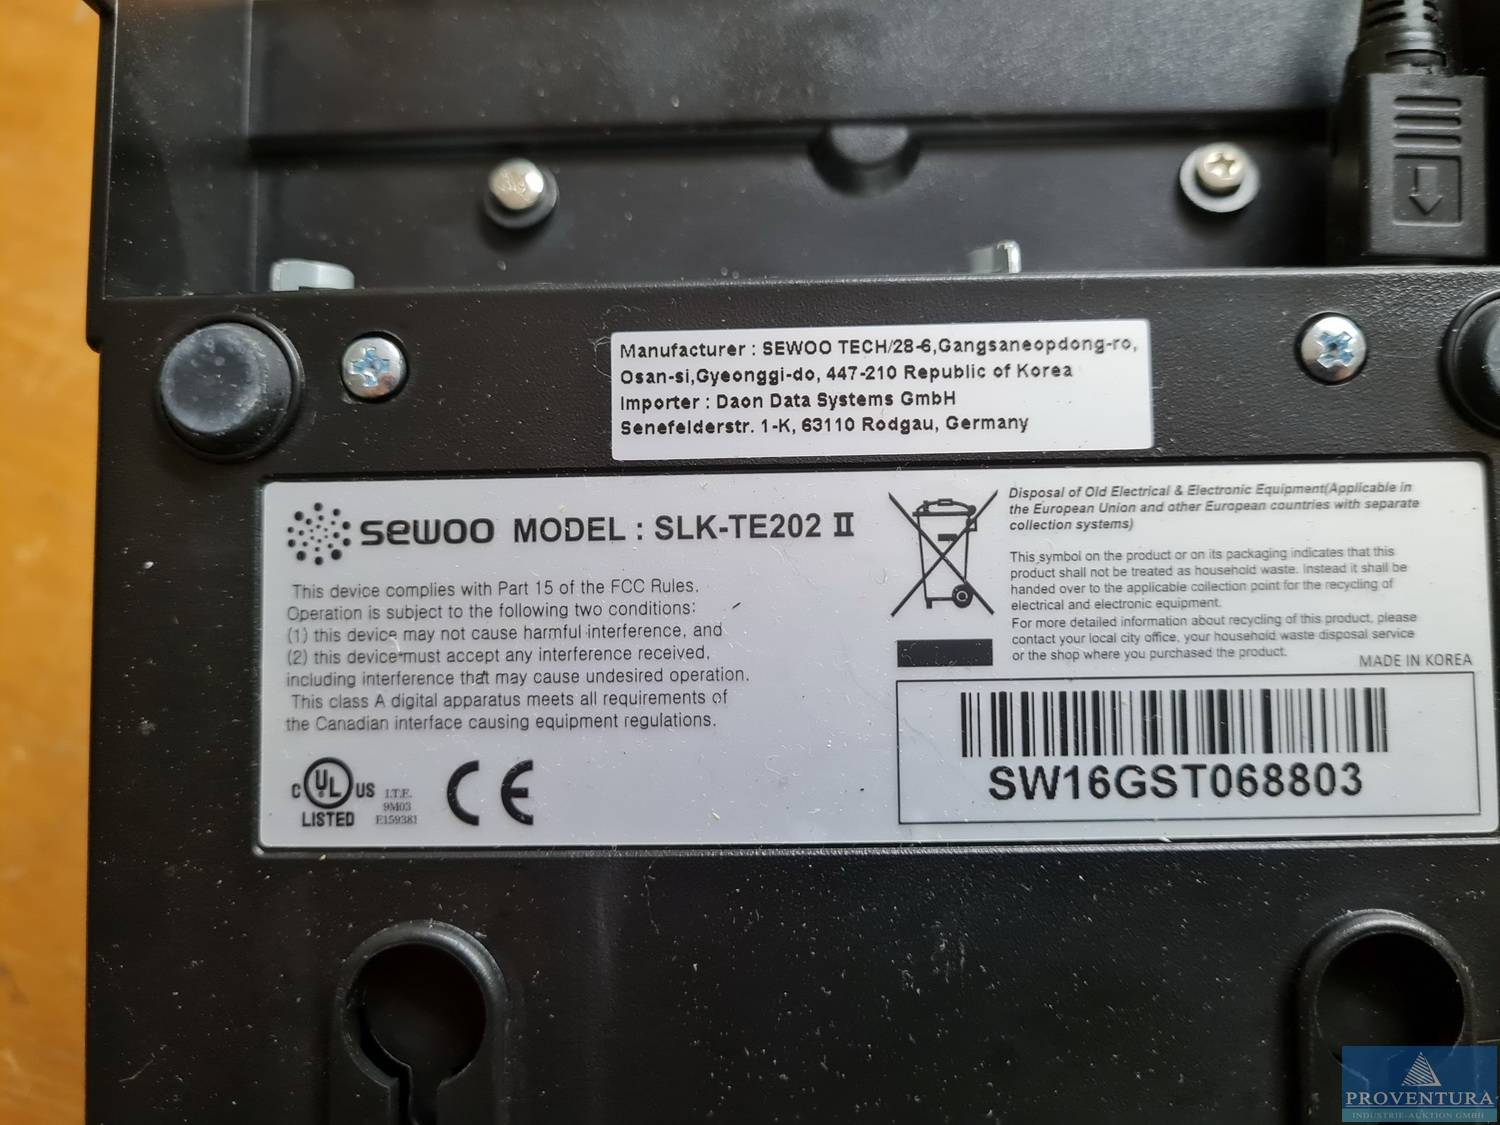 Manufacturer : SEWOO TECH/28-6,Gangsaneopdong-ro,
Osan-si,Gyeonggi-do, 447-210 Republic of Korea
Importer : Daon Data Systems GmbH
Senefelderstr. 1-K, 63110 Rodgau, Germany
sewoo MODEL : SLK-TE202 II
This device complies with Part 15 of the FCC Rules.
Operation is subject to the following two conditions:
(1) this device may not cause harmful interference, and
(2) this device must accept any interference received,
including interference that may cause undesired operation.
This class A digital apparatus meets all requirements of
the Canadian interface causing equipment regulations.
C UL US
LISTED
I.T.E.
9M03
E159381
CE
Disposal of Old Electrical & Electronic Equipment(Applicable in
the European Union and other European countries with separate
collection systems)
This symbol on the product or on its packaging indicates that this
product shall not be treated as household waste. Instead it shall be
handed over to the applicable collection point for the recycling of
electrical and electronic equipment.
For more detailed information about recycling of this product, please
contact your local city office, your household waste disposal service
or the shop where you purchased the product.
MADE IN KOREA
SW16GST068803
PROVENTURA
INDUSTRIE-AUKTION GMBH